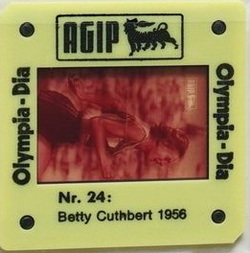 AGIP
Olympia-Dia
Olympia-Dia
Nr. 24:
Betty Cuthbert 1956